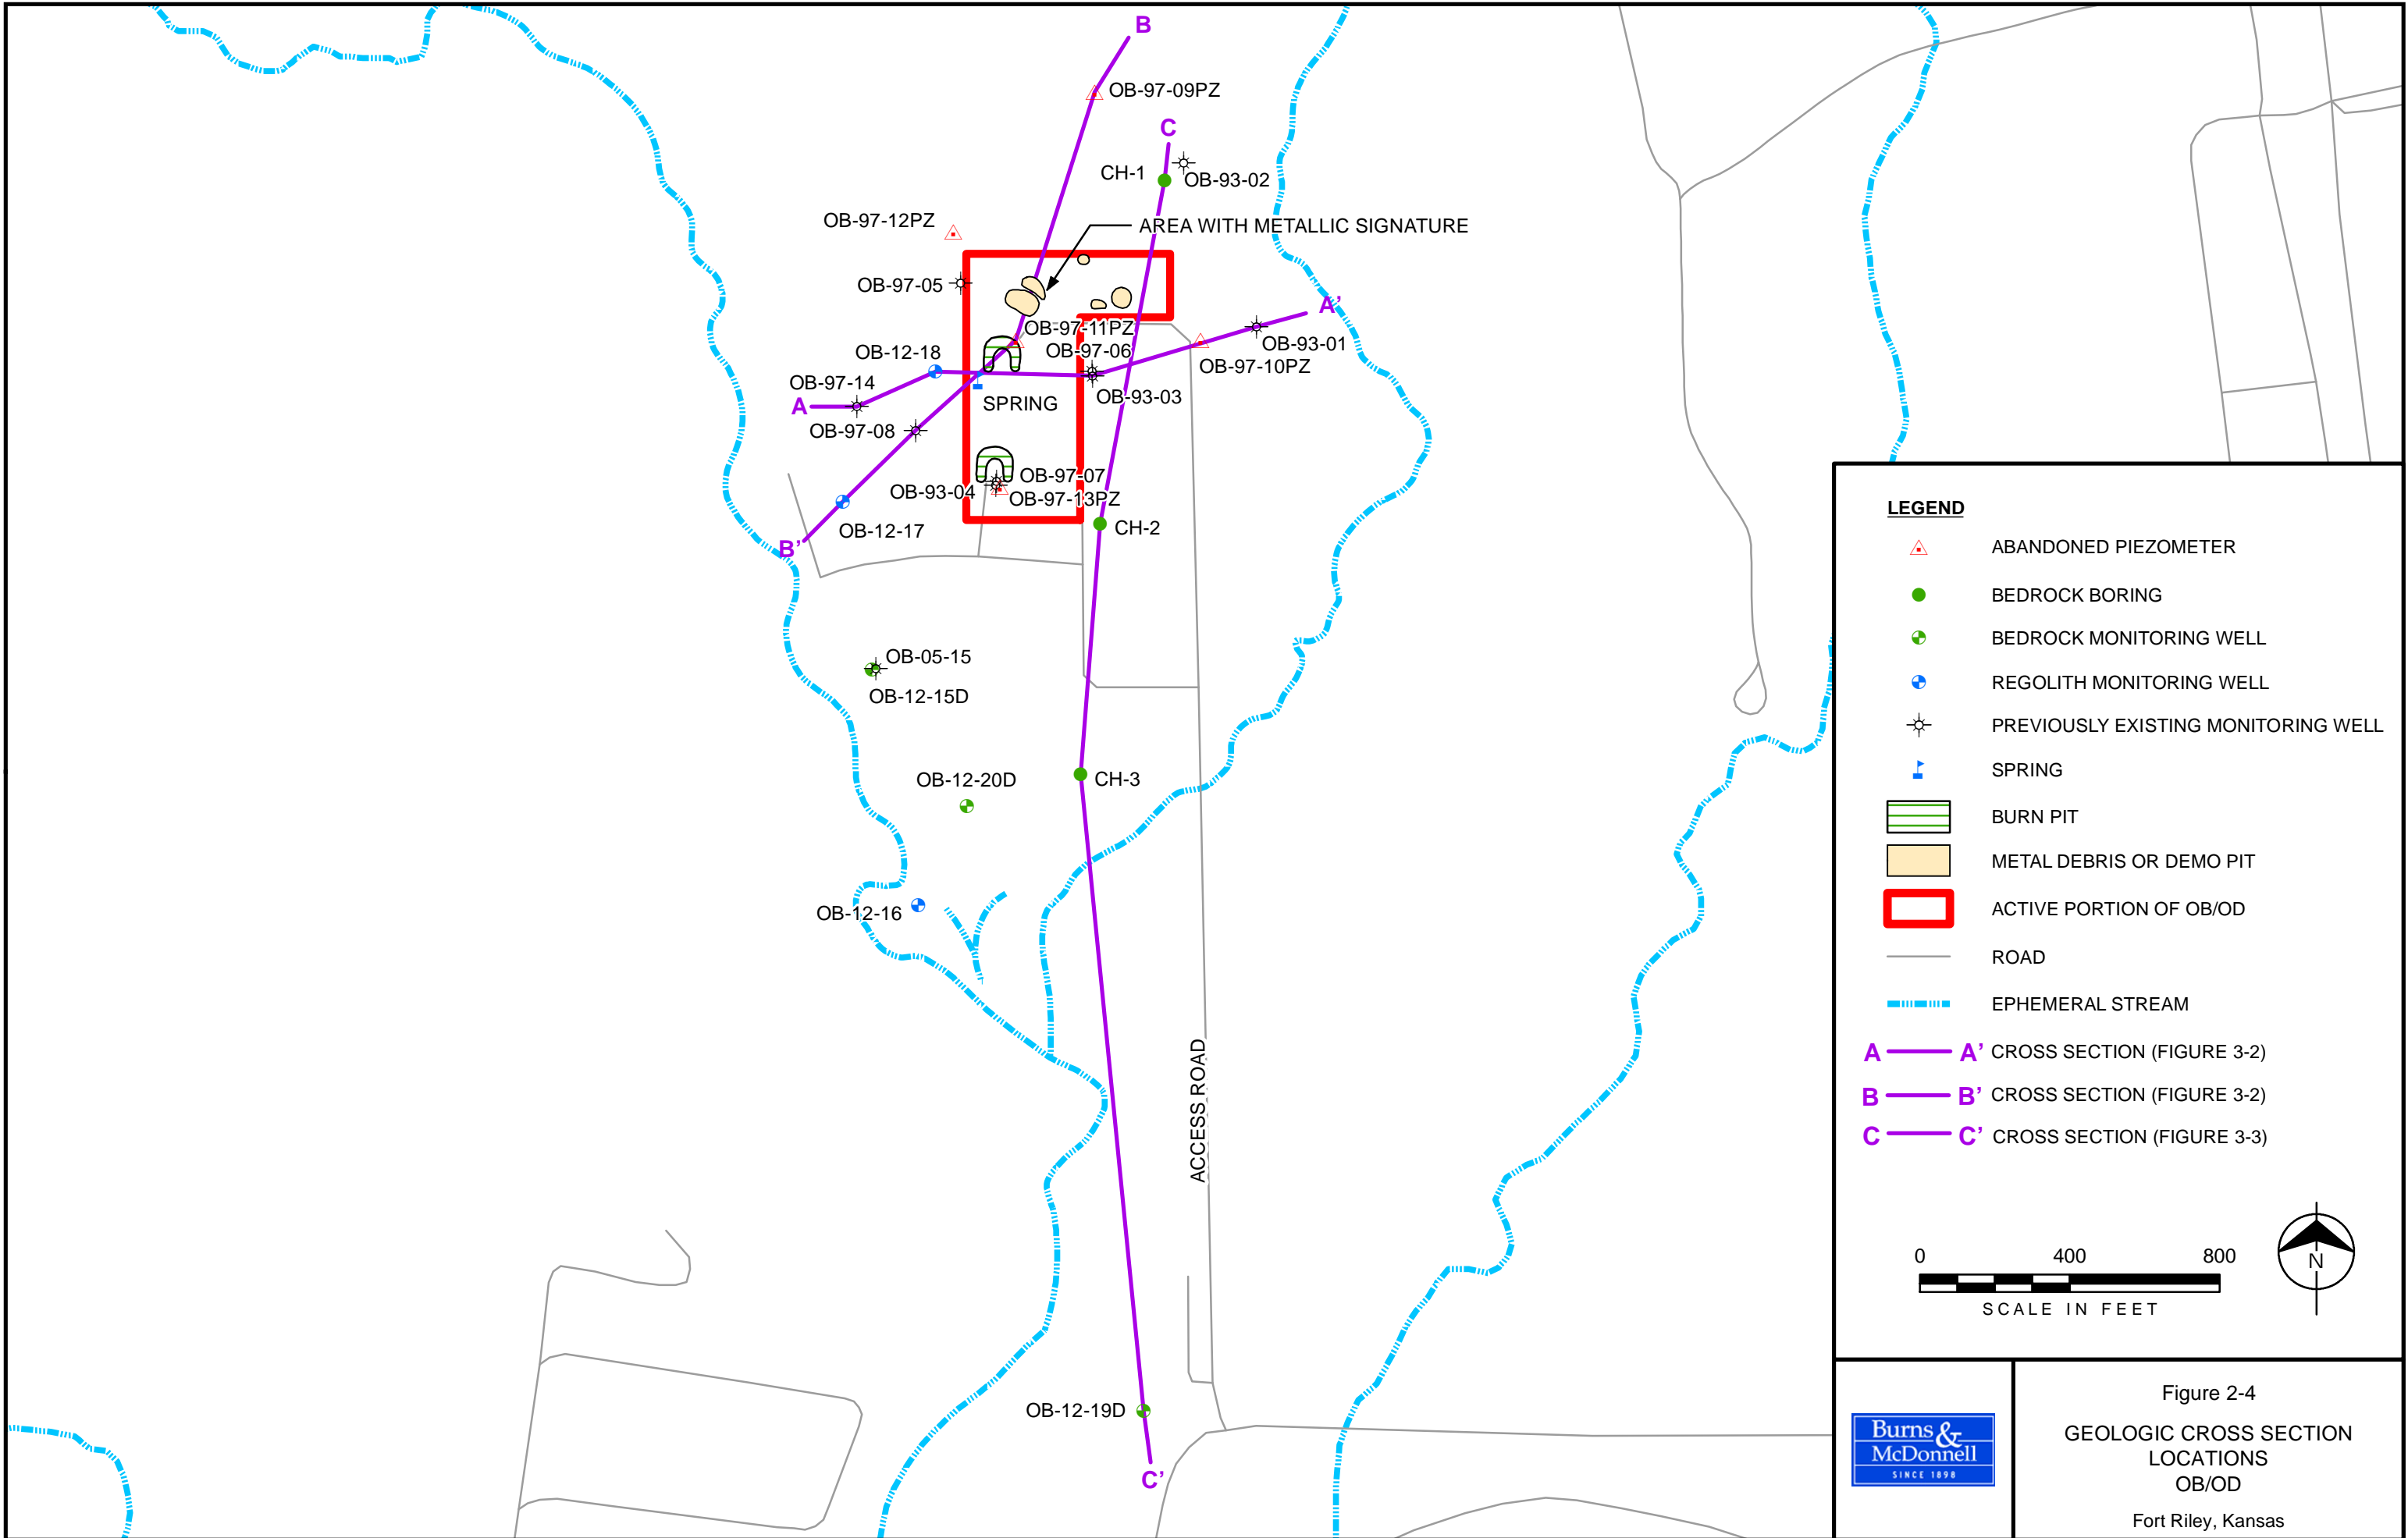 B
OB-97-09PZ
C
CH-1
OB-93-02
OB-97-12PZ
AREA WITH METALLIC SIGNATURE
OB-97-05
A’
OB-97-11PZ
OB-93-01
OB-12-18
OB-97-06
OB-97-10PZ
OB-97-14
A
SPRING
OB-93-03
OB-97-08
OB-97-07
OB-93-04
OB-97-13PZ
OB-12-17
CH-2
B’
OB-05-15
OB-12-15D
OB-12-20D
CH-3
OB-12-16
ACCESS ROAD
OB-12-19D
C’
LEGEND
ABANDONED PIEZOMETER
BEDROCK BORING
BEDROCK MONITORING WELL
REGOLITH MONITORING WELL
PREVIOUSLY EXISTING MONITORING WELL
SPRING
BURN PIT
METAL DEBRIS OR DEMO PIT
ACTIVE PORTION OF OB/OD
ROAD
EPHEMERAL STREAM
A A’ CROSS SECTION (FIGURE 3-2)
B B’ CROSS SECTION (FIGURE 3-2)
C C’ CROSS SECTION (FIGURE 3-3)
0 400 800
SCALE IN FEET
N
Burns &
McDonnell
SINCE 1898
Figure 2-4
GEOLOGIC CROSS SECTION
LOCATIONS
OB/OD
Fort Riley, Kansas